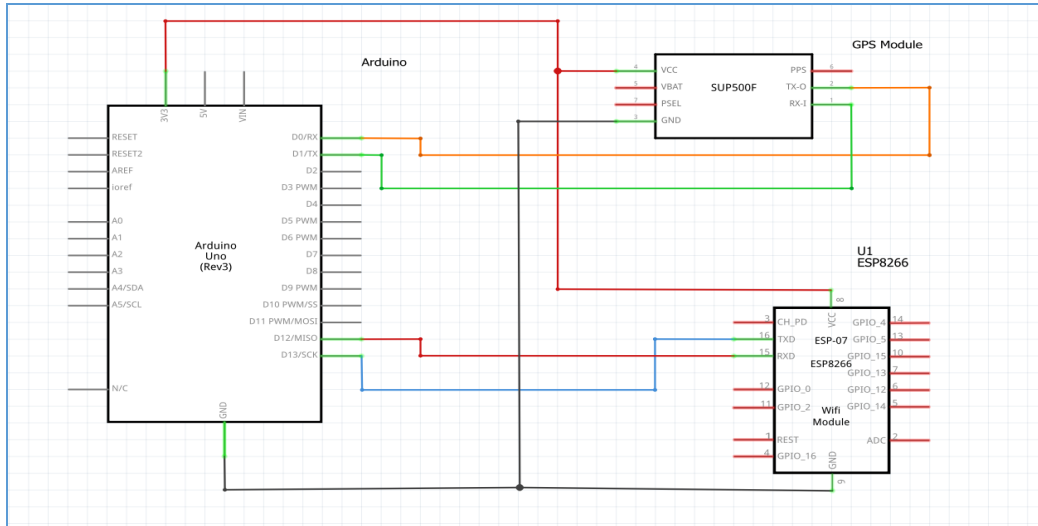 Arduino
GPS Module
3V3
5V
VIN
RESET
RESET2
AREF
ioref
A0
A1
A2
A3
A4/SDA
A5/SCL
N/C
Arduino
Uno
(Rev3)
D0/RX
D1/TX
D2
D3 PWM
D4
D5 PWM
D6 PWM
D7
D8
D9 PWM
D10 PWM/SS
D11 PWM/MOSI
D12/MISO
D13/SCK
GND
4 VCC
5 VBAT
7 PSEL
3 GND
SUP500F
PPS 6
TX-O 2
RX-I 1
U1
ESP8266
8
VCC
3 CH_PD
16 TXD
15 RXD
12 GPIO_0
11 GPIO_2
1 REST
4 GPIO_16
ESP-07
ESP8266
Wifi
Module
GPIO_4 14
GPIO_5 13
GPIO_15 10
GPIO_13 7
GPIO_12 6
GPIO_14 5
ADC 2
GND
9